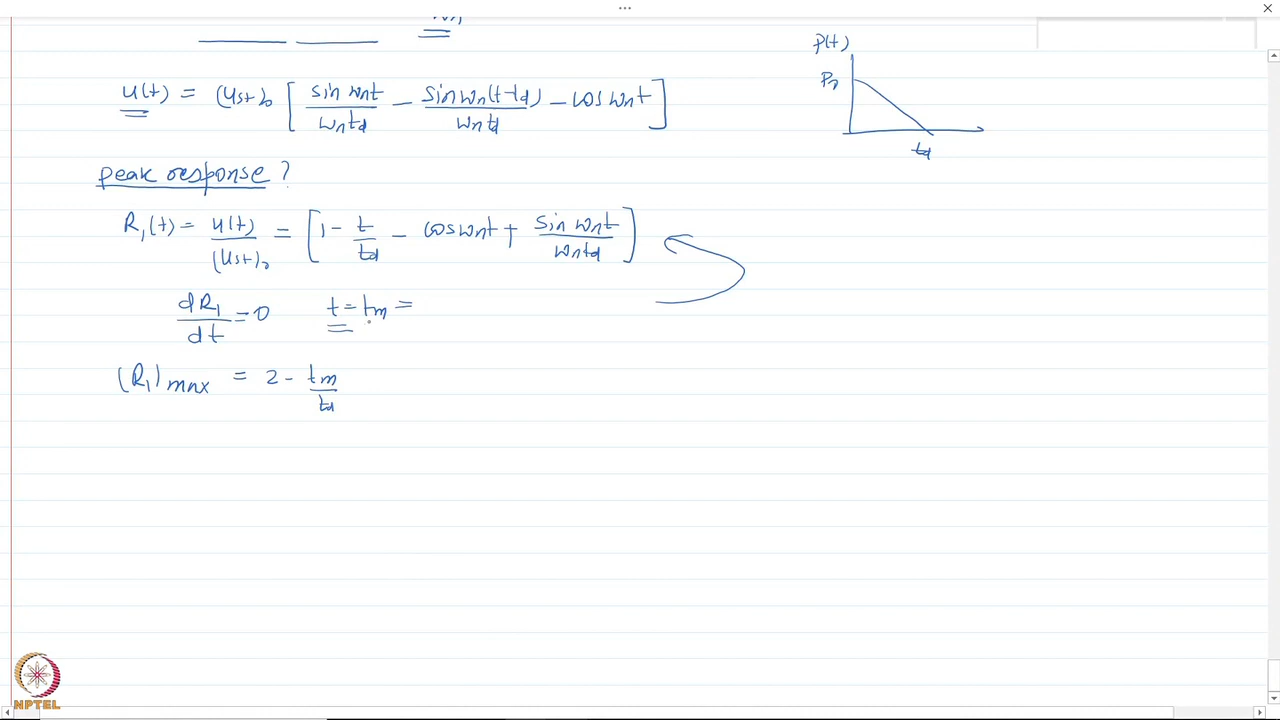 u(t) = (ust)₀ [ sin ωnt / ωntd − sin ωn(t-td) / ωntd − cos ωnt ]
p(t)
P₀
td
peak response ?
R₁(t) = u(t) / (ust)₀ = [ 1 − t / td − cos ωnt + sin ωnt / ωntd ]
dR₁ / dt = 0 t = tm =
(R₁)max = 2 − tm / td
NPTEL